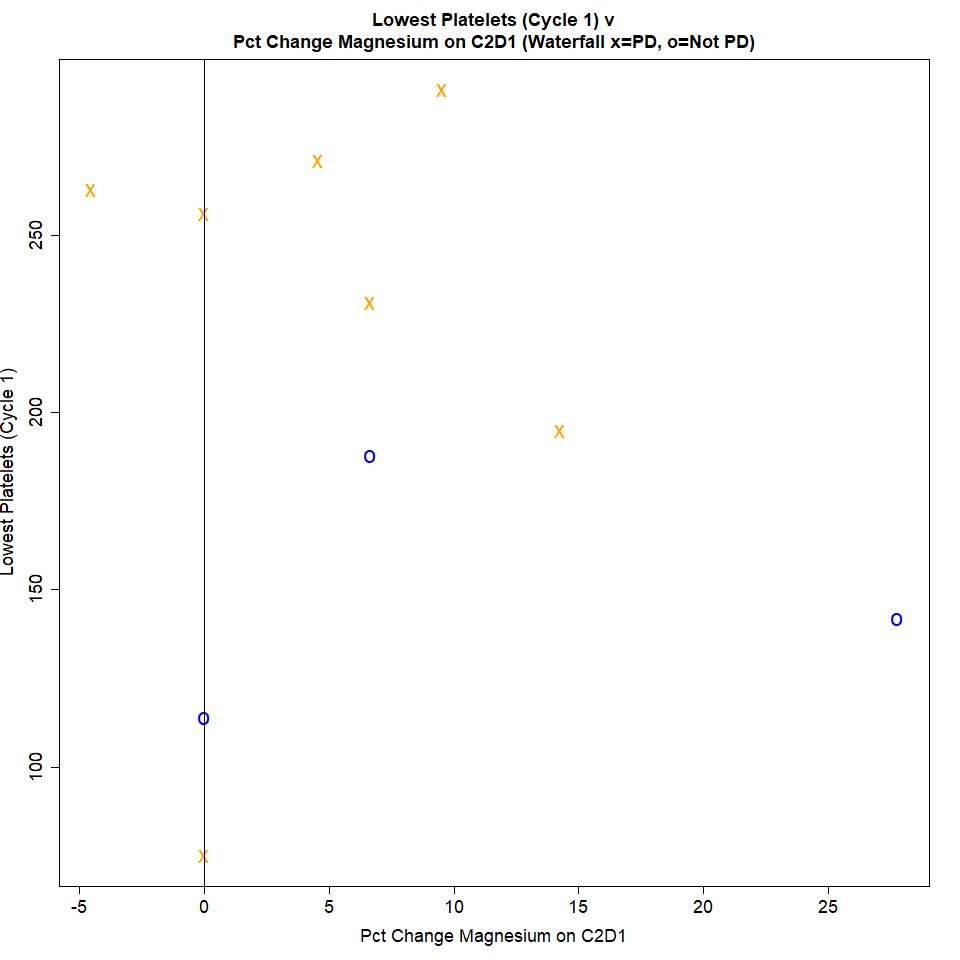 Lowest Platelets (Cycle 1) v
Pct Change Magnesium on C2D1 (Waterfall x=PD, o=Not PD)
X
X
X
X
250
X
X
200
O
Lowest Platelets (Cycle 1)
150
O
O
100
X
-5 0 5 10 15 20 25
Pct Change Magnesium on C2D1